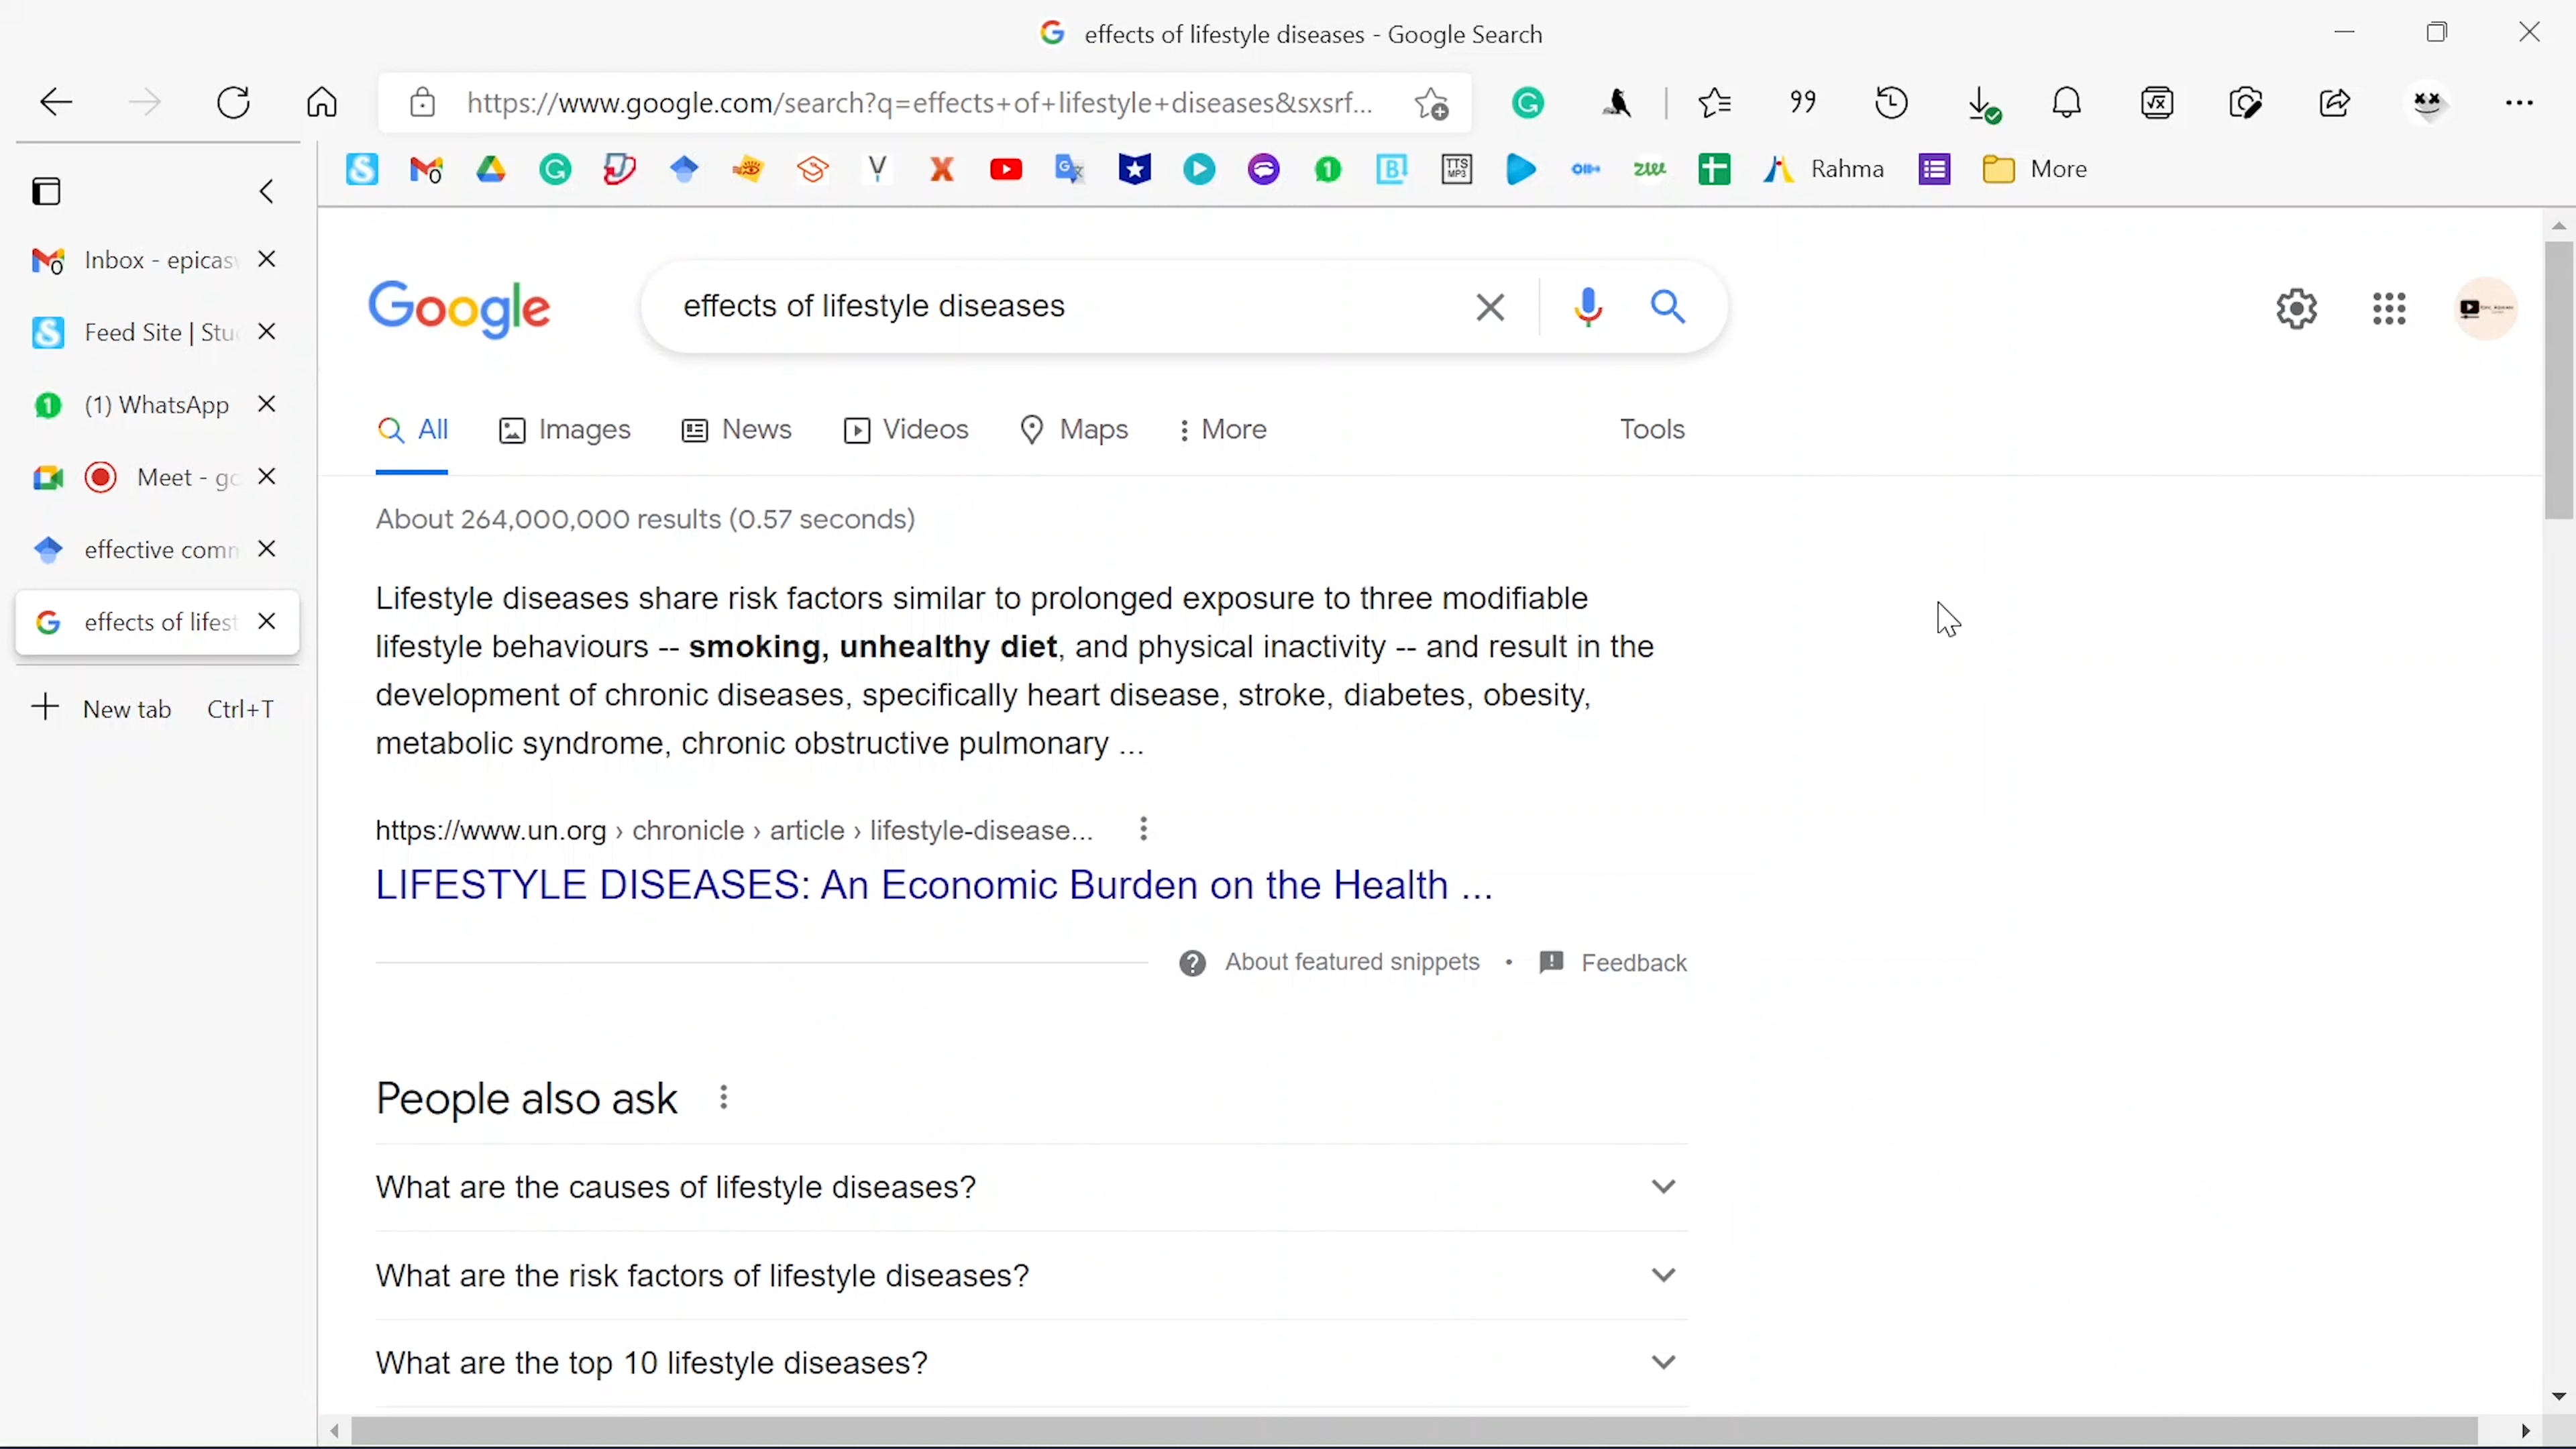 effects of lifestyle diseases - Google Search
https://www.google.com/search?q=effects+of+lifestyle+diseases&sxsrf...
Rahma
More
Inbox - epicas
Feed Site | Stu
(1) WhatsApp
Meet - go
effective comm
effects of lifest
New tab Ctrl+T
Google
effects of lifestyle diseases
All
Images
News
Videos
Maps
More
Tools
About 264,000,000 results (0.57 seconds)
Lifestyle diseases share risk factors similar to prolonged exposure to three modifiable
lifestyle behaviours -- smoking, unhealthy diet, and physical inactivity -- and result in the
development of chronic diseases, specifically heart disease, stroke, diabetes, obesity,
metabolic syndrome, chronic obstructive pulmonary ...
https://www.un.org › chronicle › article › lifestyle-disease...
LIFESTYLE DISEASES: An Economic Burden on the Health ...
About featured snippets • Feedback
People also ask
What are the causes of lifestyle diseases?
What are the risk factors of lifestyle diseases?
What are the top 10 lifestyle diseases?